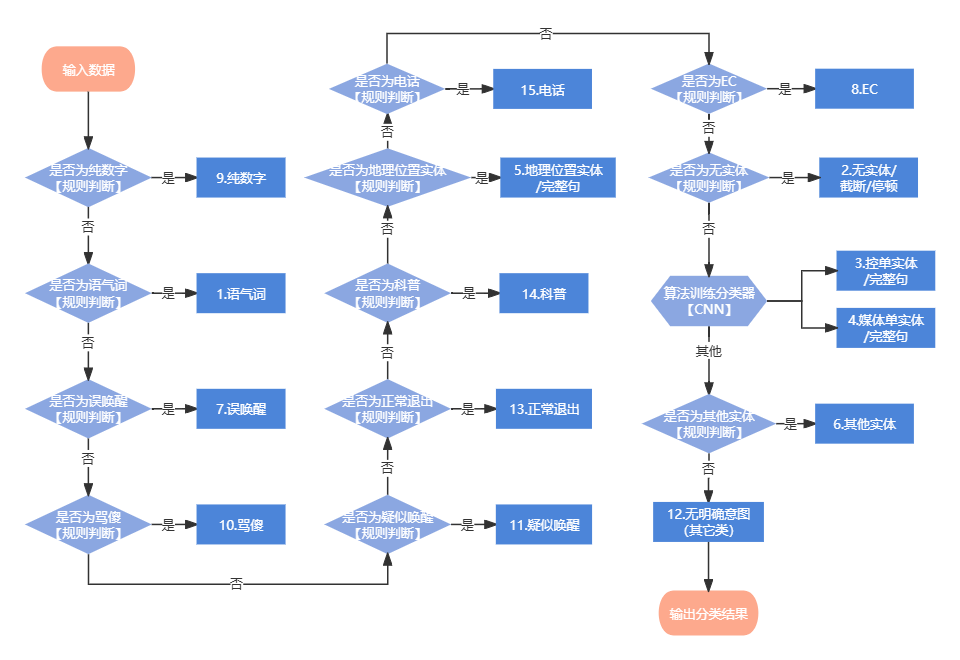 输入数据
是否为纯数字
【规则判断】
是
9.纯数字
否
是否为语气词
【规则判断】
是
1.语气词
否
是否为误唤醒
【规则判断】
是
7.误唤醒
否
是否为骂傻
【规则判断】
是
10.骂傻
否
是否为疑似唤醒
【规则判断】
是
11.疑似唤醒
否
是否为正常退出
【规则判断】
是
13.正常退出
否
是否为科普
【规则判断】
是
14.科普
否
是否为地理位置实体
【规则判断】
是
5.地理位置实体
/完整句
否
是否为电话
【规则判断】
是
15.电话
否
是否为EC
【规则判断】
是
8.EC
否
是否为无实体
【规则判断】
是
2.无实体/
截断/停顿
否
算法训练分类器
【CNN】
3.控单实体
/完整句
4.媒体单实体
/完整句
其他
是否为其他实体
【规则判断】
是
6.其他实体
否
12.无明确意图
（其它类）
输出分类结果